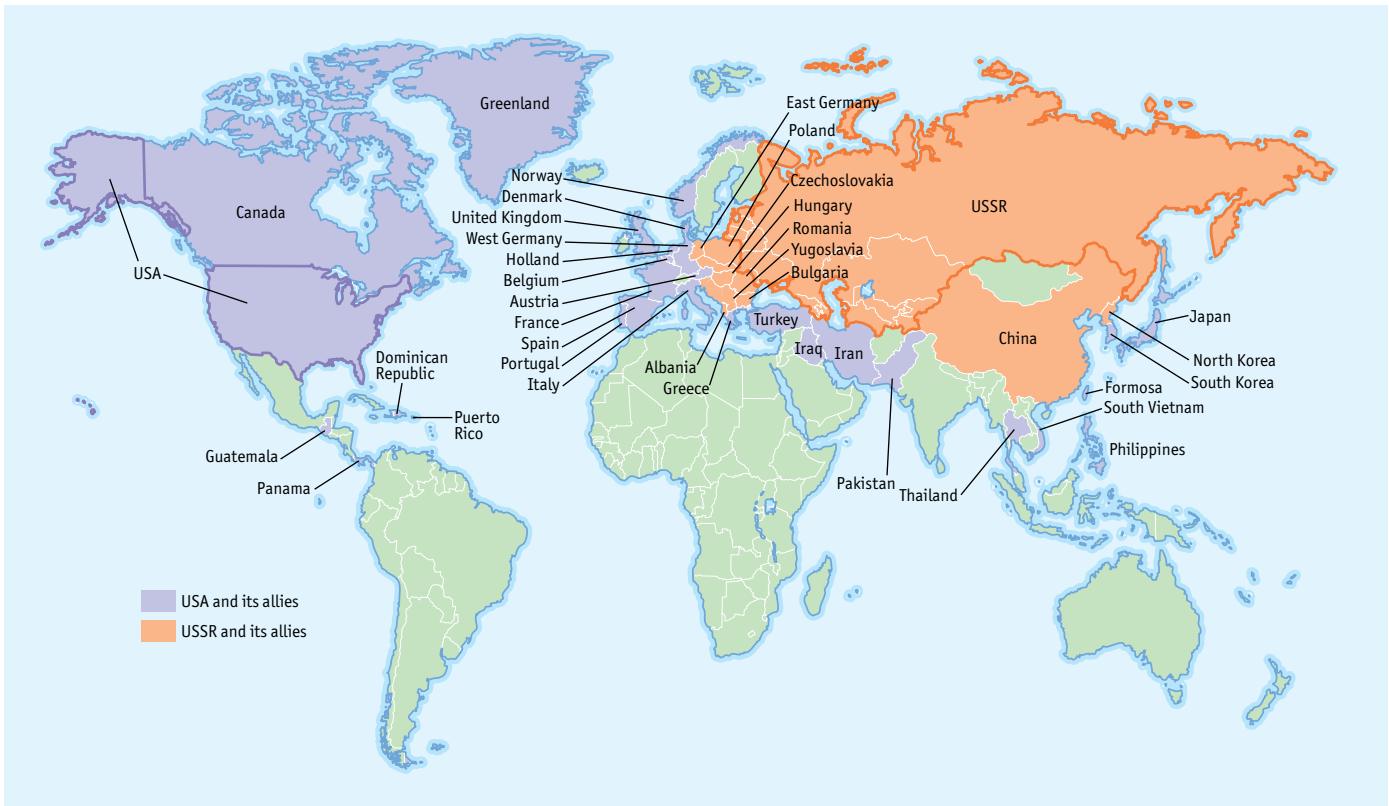 Greenland
East Germany
Poland
Norway
Denmark
United Kingdom
West Germany
Holland
Belgium
Austria
France
Spain
Portugal
Italy
Czechoslovakia
Hungary
Romania
Yugoslavia
Bulgaria
USSR
Canada
USA
Turkey
Iraq
Iran
China
Japan
North Korea
South Korea
Formosa
South Vietnam
Philippines
Albania
Greece
Pakistan
Thailand
Dominican
Republic
Puerto
Rico
Guatemala
Panama
USA and its allies
USSR and its allies